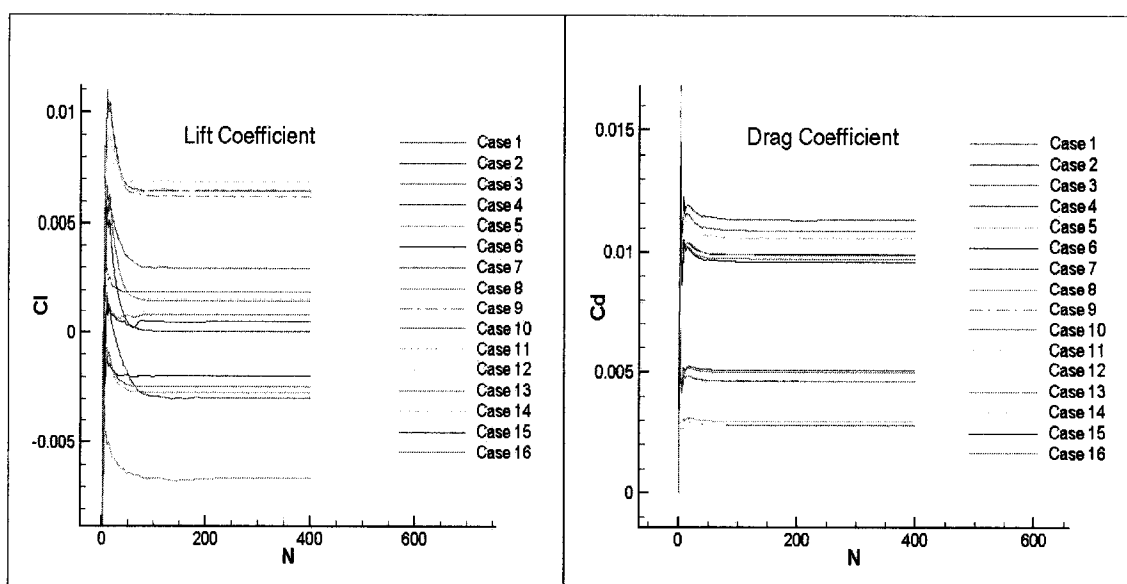 Lift Coefficient
Cl
0.01
0.005
0
-0.005
0
200
400
600
N
Case 1
Case 2
Case 3
Case 4
Case 5
Case 6
Case 7
Case 8
Case 9
Case 10
Case 11
Case 12
Case 13
Case 14
Case 15
Case 16
Drag Coefficient
Cd
0.015
0.01
0.005
0
0
200
400
600
N
Case 1
Case 2
Case 3
Case 4
Case 5
Case 6
Case 7
Case 8
Case 9
Case 10
Case 11
Case 12
Case 13
Case 14
Case 15
Case 16